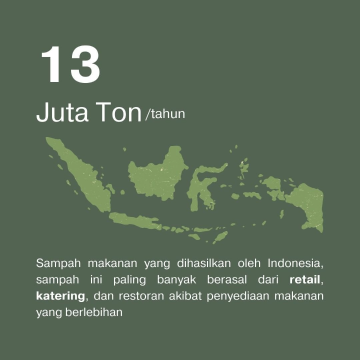 13
Juta Ton /tahun
Sampah makanan yang dihasilkan oleh Indonesia,
sampah ini paling banyak berasal dari retail,
katering, dan restoran akibat penyediaan makanan
yang berlebihan